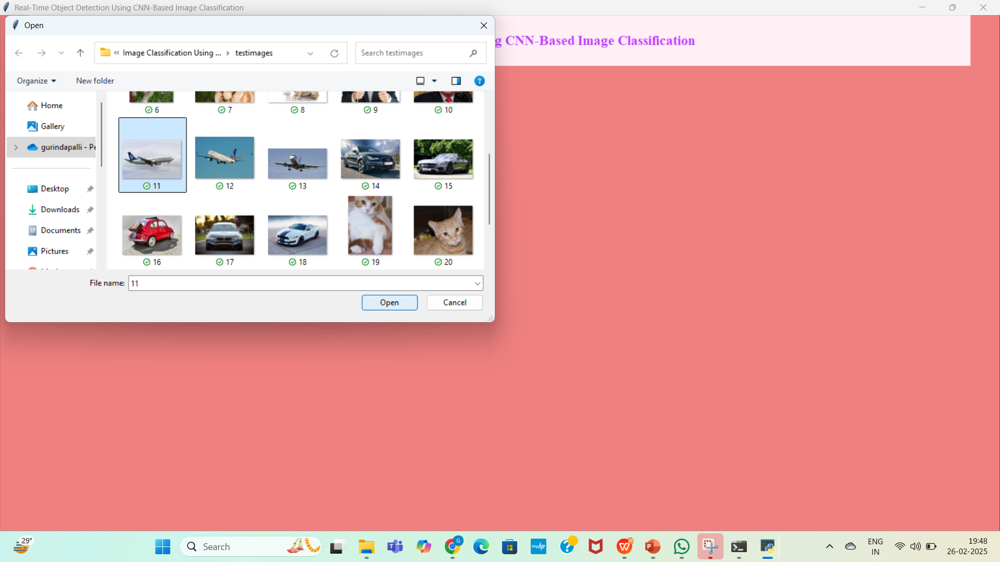 Real-Time Object Detection Using CNN-Based Image Classification
Open
g CNN-Based Image Classification
« Image Classification Using ... › testimages
Search testimages
Organize
New folder
Home
Gallery
gurindapalli - Pe
Desktop
Downloads
Documents
Pictures
6 7 8 9 10
11 12 13 14 15
16 17 18 19 20
File name: 11
Open Cancel
29°
Search
G
myhp
P
ENG
IN
19:48
26-02-2025